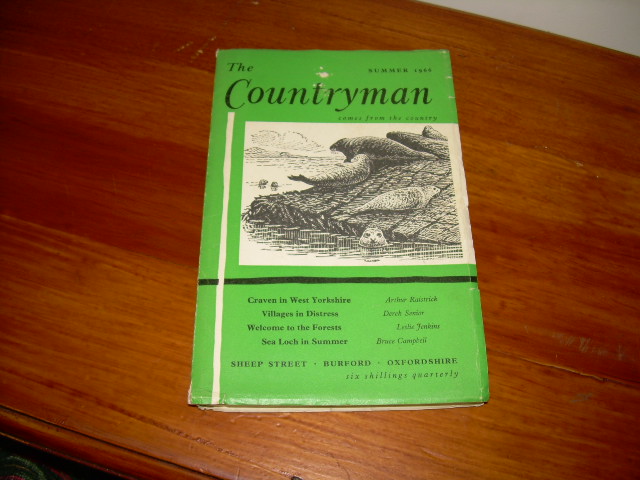 The
SUMMER
Countryman
comes from the country
Craven in West Yorkshire Arthur Raistrick
Villages in Distress Derek Senior
Welcome to the Forests Leslie Jenkins
Sea Loch in Summer Bruce Campbell
SHEEP STREET · BURFORD · OXFORDSHIRE
six shillings quarterly